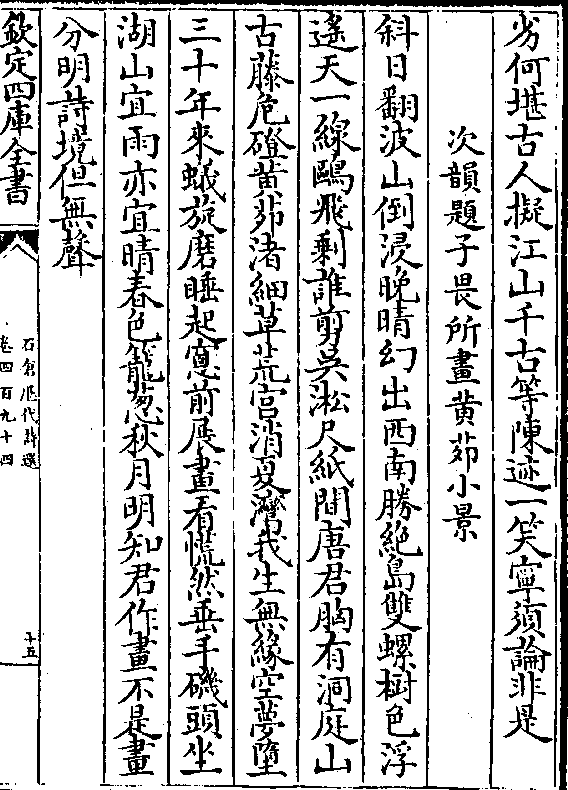 劣何堪古人擬江山千古等陳迹一笑寧須論非是
次韻題子畏所畫黄茆小景
斜日翻波山倒浸晚晴幻出西南勝絶島雙螺樹色浮
遙天一線鷗飛剩誰剪吳淞尺紙間唐君胸有洞庭山
古藤危磴黄茆渚細草荒宮消夏灣我生無緣空夢墮
三十年來蟻旋磨睡起窻前展畫看慌然垂手磯頭坐
湖山宜雨亦宜晴春色籠葱秋月明知君作畫不是畫
分明詩境但無聲
欽定四庫全書
石倉歷代詩選
卷四百九十四
十五